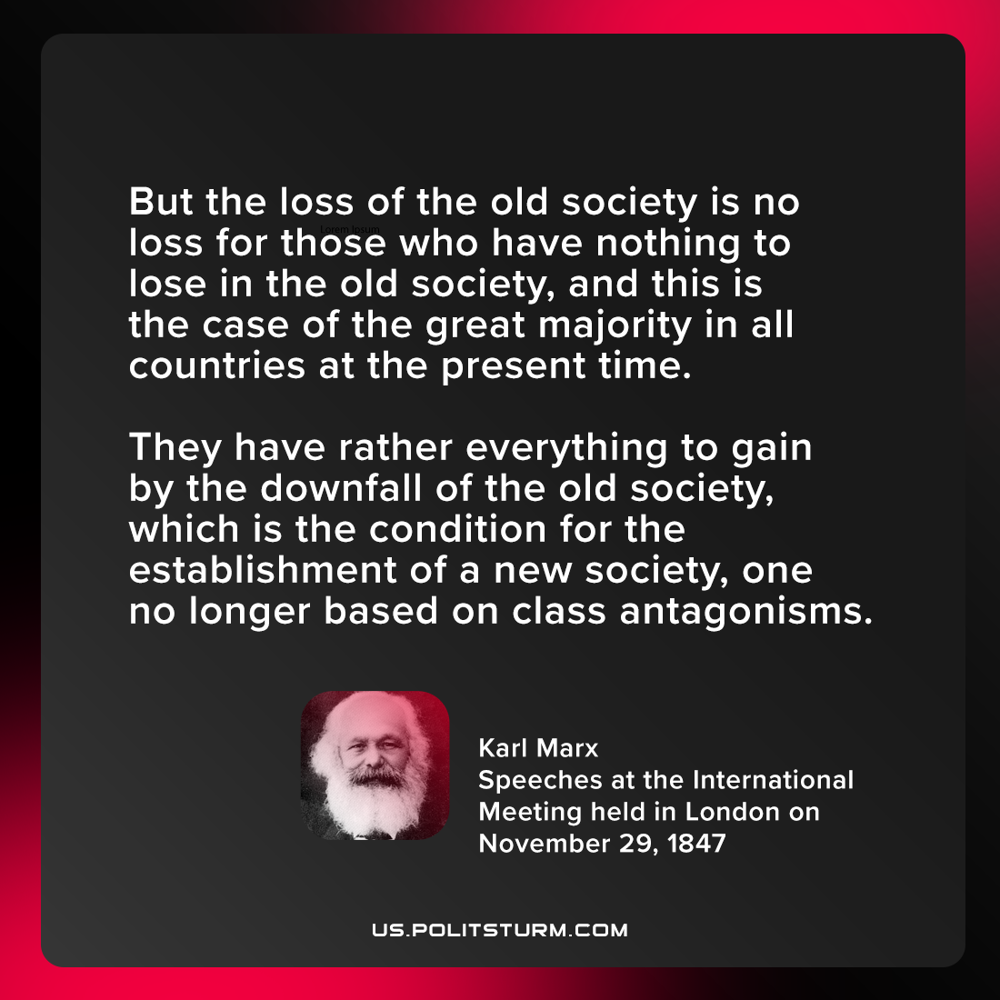 But the loss of the old society is no
Lorem Ipsum
loss for those who have nothing to
lose in the old society, and this is
the case of the great majority in all
countries at the present time.
They have rather everything to gain
by the downfall of the old society,
which is the condition for the
establishment of a new society, one
no longer based on class antagonisms.
Karl Marx
Speeches at the International
Meeting held in London on
November 29, 1847
US.POLITSTURM.COM